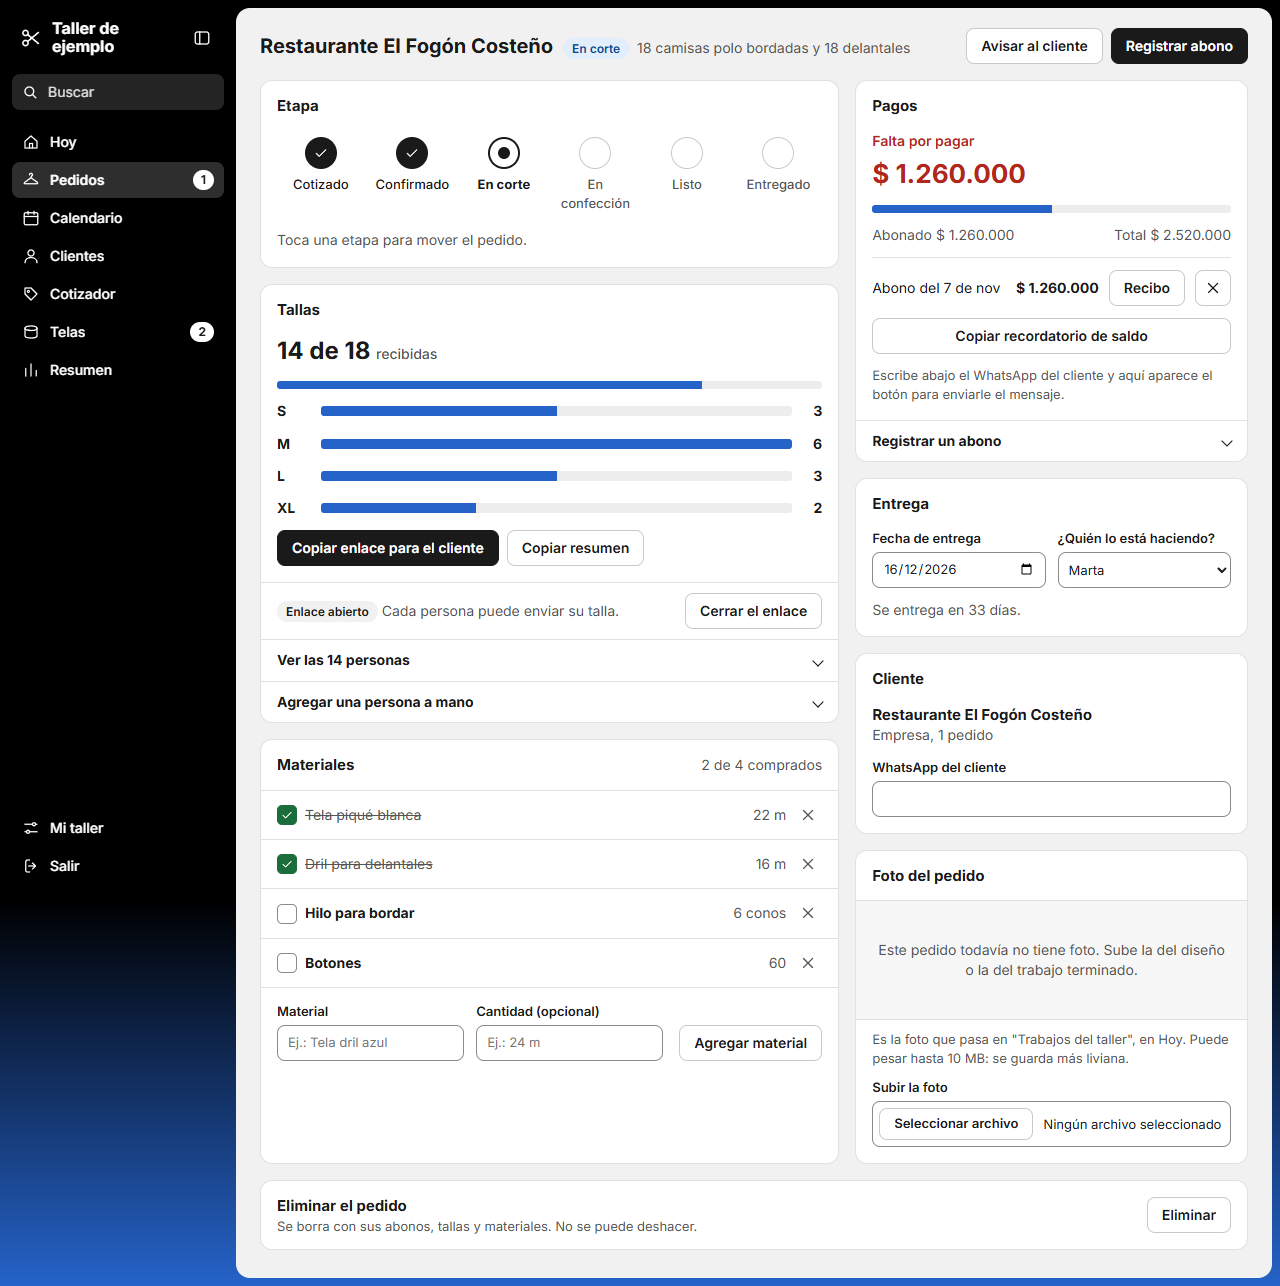 Taller de
ejemplo
Buscar
Hoy
Pedidos 1
Calendario
Clientes
Cotizador
Telas 2
Resumen
Mi taller
Salir
Restaurante El Fogón Costeño En corte 18 camisas polo bordadas y 18 delantales
Avisar al cliente Registrar abono
Etapa
Cotizado Confirmado En corte En confección Listo Entregado
Toca una etapa para mover el pedido.
Tallas
14 de 18 recibidas
S 3
M 6
L 3
XL 2
Copiar enlace para el cliente Copiar resumen
Enlace abierto Cada persona puede enviar su talla. Cerrar el enlace
Ver las 14 personas
Agregar una persona a mano
Materiales 2 de 4 comprados
Tela piqué blanca 22 m
Dril para delantales 16 m
Hilo para bordar 6 conos
Botones 60
Material Cantidad (opcional)
Ej.: Tela dril azul Ej.: 24 m Agregar material
Pagos
Falta por pagar
$ 1.260.000
Abonado $ 1.260.000 Total $ 2.520.000
Abono del 7 de nov $ 1.260.000 Recibo
Copiar recordatorio de saldo
Escribe abajo el WhatsApp del cliente y aquí aparece el
botón para enviarle el mensaje.
Registrar un abono
Entrega
Fecha de entrega ¿Quién lo está haciendo?
16/12/2026 Marta
Se entrega en 33 días.
Cliente
Restaurante El Fogón Costeño
Empresa, 1 pedido
WhatsApp del cliente
Foto del pedido
Este pedido todavía no tiene foto. Sube la del diseño
o la del trabajo terminado.
Es la foto que pasa en "Trabajos del taller", en Hoy. Puede
pesar hasta 10 MB: se guarda más liviana.
Subir la foto
Seleccionar archivo Ningún archivo seleccionado
Eliminar el pedido
Se borra con sus abonos, tallas y materiales. No se puede deshacer.
Eliminar